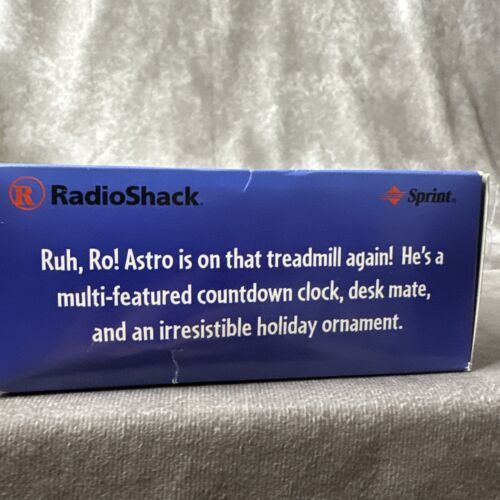 R RadioShack. Sprint®
Ruh, Ro! Astro is on that treadmill again! He's a
multi-featured countdown clock, desk mate,
and an irresistible holiday ornament.